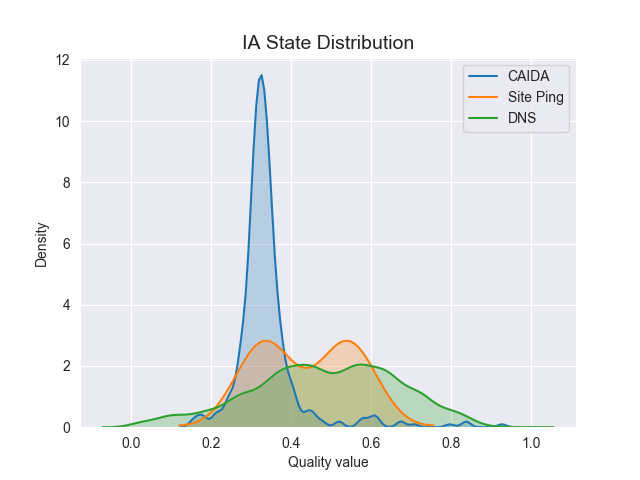 IA State Distribution
CAIDA
Site Ping
DNS
Density
12
10
8
6
4
2
0
0.0 0.2 0.4 0.6 0.8 1.0
Quality value